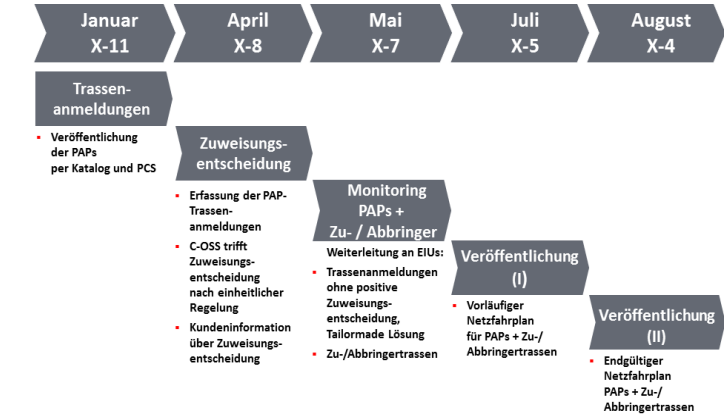 Januar
X-11
April
X-8
Mai
X-7
Juli
X-5
August
X-4
Trassen-
anmeldungen
▪ Veröffentlichung
der PAPs
per Katalog und PCS
Zuweisungs-
entscheidung
▪ Erfassung der PAP-
Trassen-
anmeldungen
▪ C-OSS trifft
Zuweisungs-
entscheidung
nach einheitlicher
Regelung
▪ Kundeninformation
über Zuweisungs-
entscheidung
Monitoring
PAPs +
Zu- / Abbringer
Weiterleitung an EIUs:
▪ Trassenanmeldungen
ohne positive
Zuweisungs-
entscheidung,
Tailormade Lösung
▪ Zu-/Abbringertrassen
Veröffentlichung
(I)
▪ Vorläufiger
Netzfahrplan
für PAPs + Zu-/
Abbringertrassen
Veröffentlichung
(II)
▪ Endgültiger
Netzfahrplan
PAPs + Zu-/
Abbringertrassen